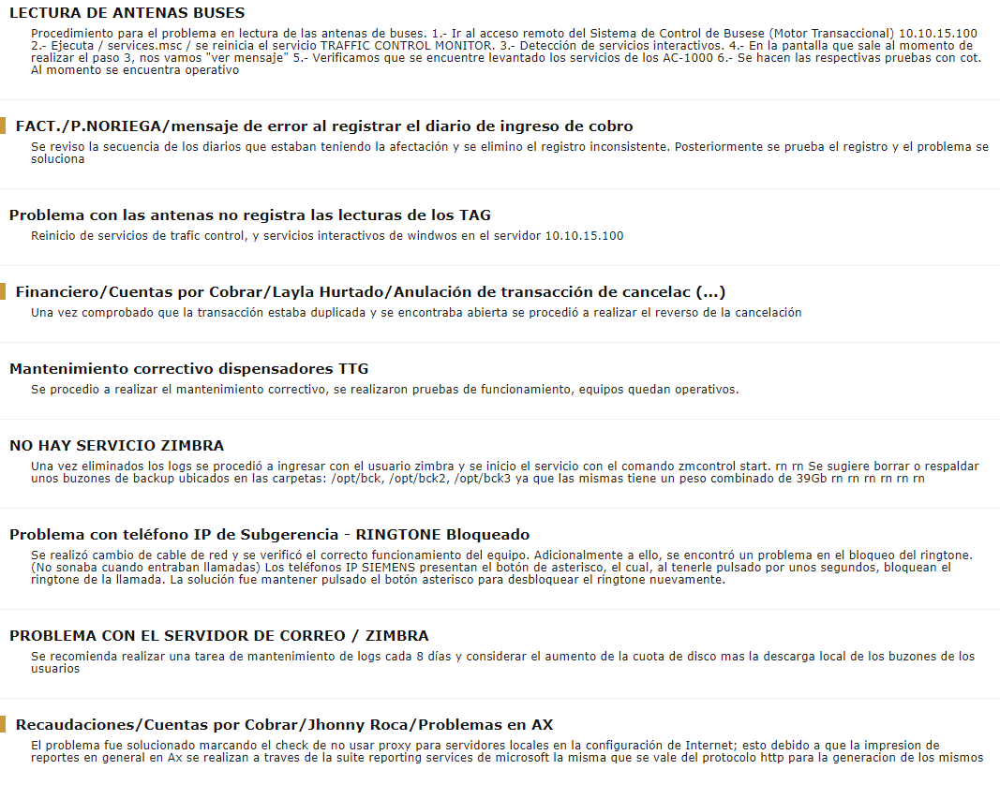 LECTURA DE ANTENAS BUSES
Procedimiento para el problema en lectura de las antenas de buses. 1.- Ir al acceso remoto del Sistema de Control de Busese (Motor Transaccional) 10.10.15.100
2.- Ejecuta / services.msc / se reinicia el servicio TRAFFIC CONTROL MONITOR. 3.- Detección de servicios interactivos. 4.- En la pantalla que sale al momento de
realizar el paso 3, nos vamos "ver mensaje" 5.- Verificamos que se encuentre levantado los servicios de los AC-1000 6.- Se hacen las respectivas pruebas con cot.
Al momento se encuentra operativo
FACT./P.NORIEGA/mensaje de error al registrar el diario de ingreso de cobro
Se reviso la secuencia de los diarios que estaban teniendo la afectación y se elimino el registro inconsistente. Posteriormente se prueba el registro y el problema se
soluciona
Problema con las antenas no registra las lecturas de los TAG
Reinicio de servicios de trafic control, y servicios interactivos de windwos en el servidor 10.10.15.100
Financiero/Cuentas por Cobrar/Layla Hurtado/Anulación de transacción de cancelac (...)
Una vez comprobado que la transacción estaba duplicada y se encontraba abierta se procedió a realizar el reverso de la cancelación
Mantenimiento correctivo dispensadores TTG
Se procedio a realizar el mantenimiento correctivo, se realizaron pruebas de funcionamiento, equipos quedan operativos.
NO HAY SERVICIO ZIMBRA
Una vez eliminados los logs se procedió a ingresar con el usuario zimbra y se inicio el servicio con el comando zmcontrol start. rn rn Se sugiere borrar o respaldar
unos buzones de backup ubicados en las carpetas: /opt/bck, /opt/bck2, /opt/bck3 ya que las mismas tiene un peso combinado de 39Gb rn rn rn rn rn rn
Problema con teléfono IP de Subgerencia - RINGTONE Bloqueado
Se realizó cambio de cable de red y se verificó el correcto funcionamiento del equipo. Adicionalmente a ello, se encontró un problema en el bloqueo del ringtone.
(No sonaba cuando entraban llamadas) Los teléfonos IP SIEMENS presentan el botón de asterisco, el cual, al tenerle pulsado por unos segundos, bloquean el
ringtone de la llamada. La solución fue mantener pulsado el botón asterisco para desbloquear el ringtone nuevamente.
PROBLEMA CON EL SERVIDOR DE CORREO / ZIMBRA
Se recomienda realizar una tarea de mantenimiento de logs cada 8 días y considerar el aumento de la cuota de disco mas la descarga local de los buzones de los
usuarios
Recaudaciones/Cuentas por Cobrar/Jhonny Roca/Problemas en AX
El problema fue solucionado marcando el check de no usar proxy para servidores locales en la configuración de Internet; esto debido a que la impresion de
reportes en general en Ax se realizan a traves de la suite reporting services de microsoft la misma que se vale del protocolo http para la generacion de los mismos